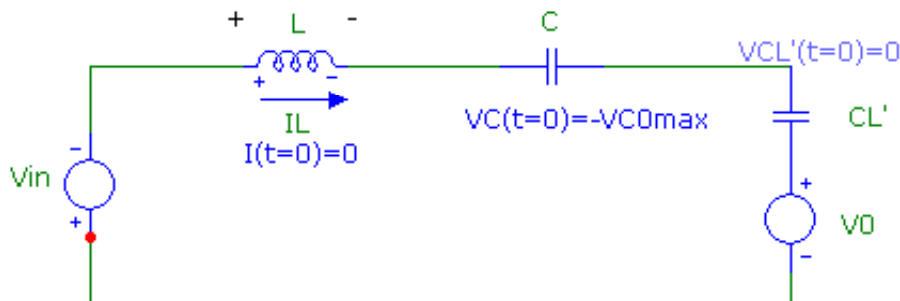 + L - C
VCL'(t=0)=0
+ -
- IL VC(t=0)=-VC0max CL'
I(t=0)=0
Vin
+ + V0
-